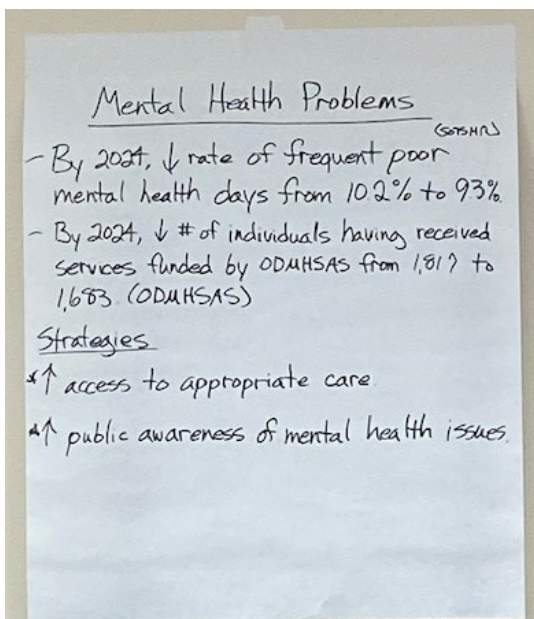 Mental Health Problems
(SOTSHR)
- By 2024, ↓ rate of frequent poor
mental health days from 10.2% to 9.3%.
- By 2024, ↓ # of individuals having received
services funded by ODMHSAS from 1,817 to
1,683. (ODMHSAS)
Strategies
*↑ access to appropriate care
*↑ public awareness of mental health issues.